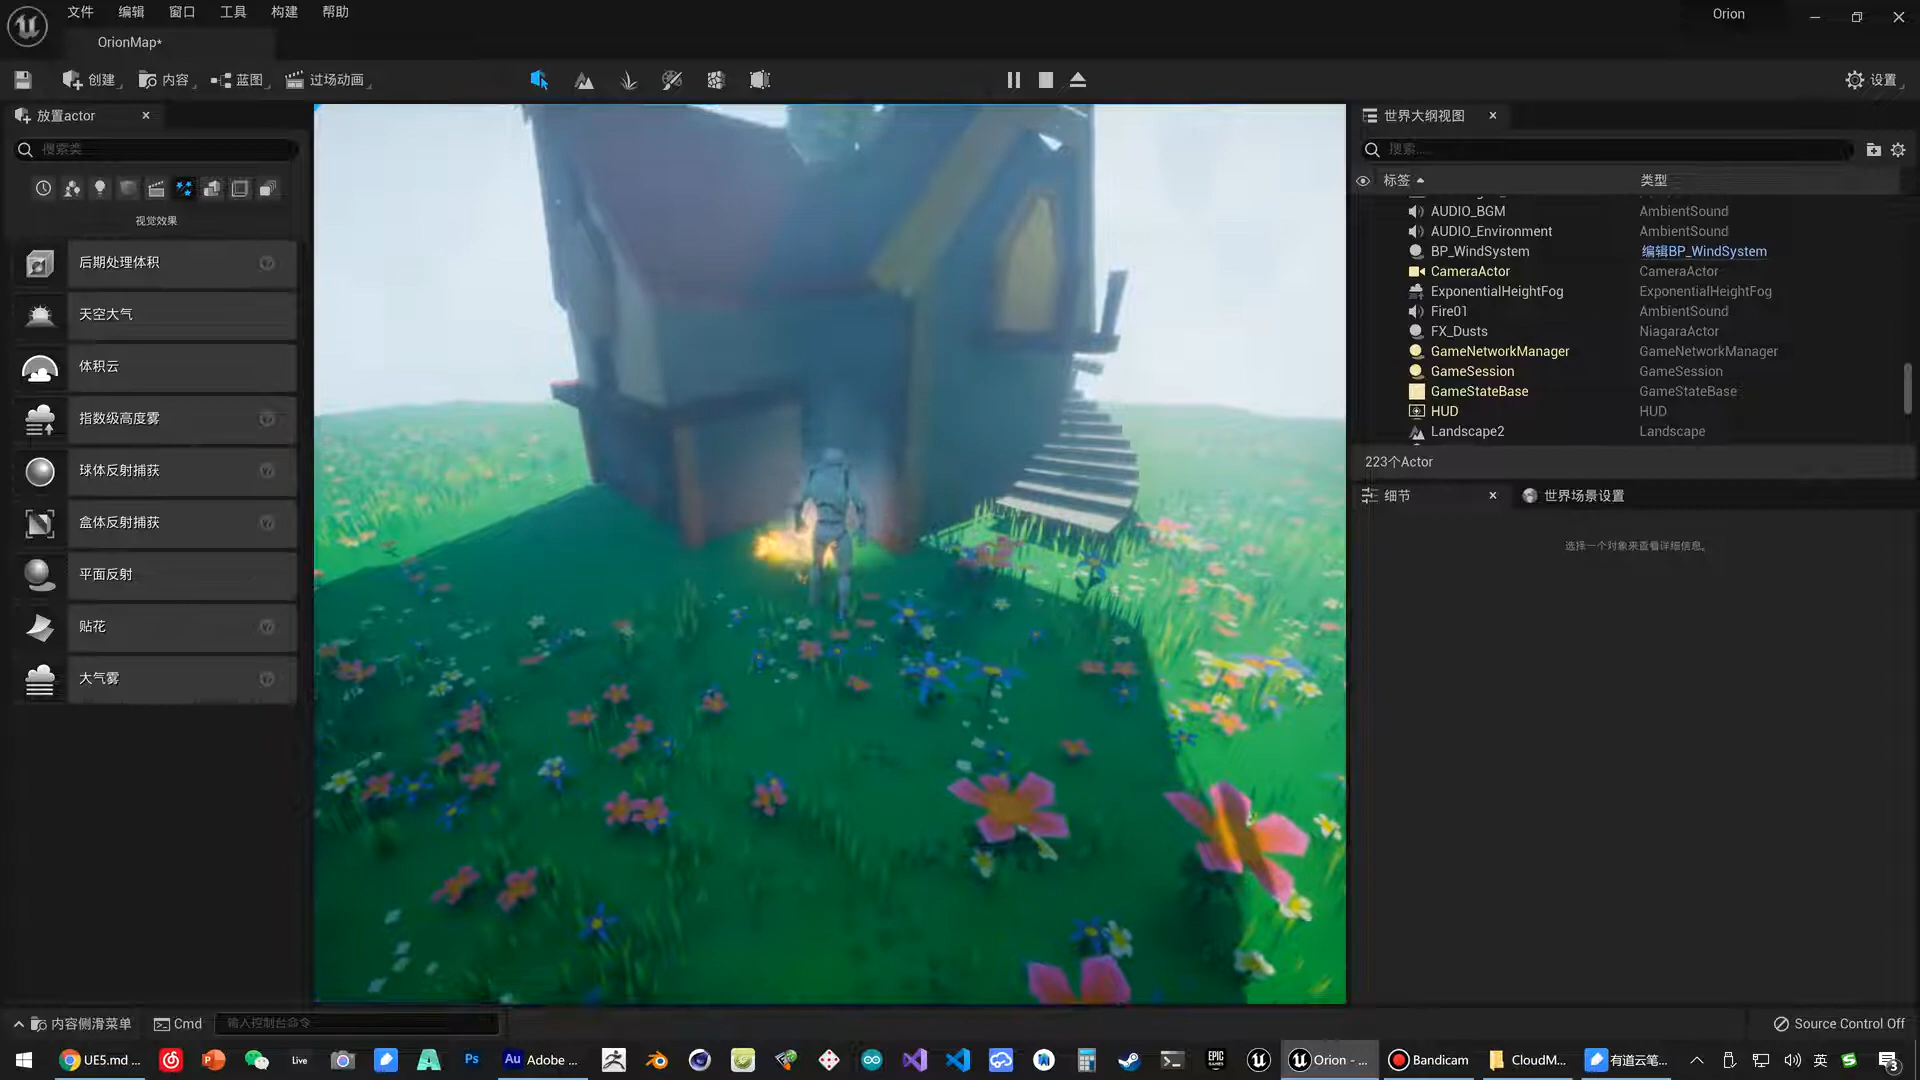 文件 编辑 窗口 工具 构建 帮助
Orion
OrionMap*
创建 内容 蓝图 过场动画
设置
放置actor
搜索类
视觉效果
后期处理体积
天空大气
体积云
指数级高度雾
球体反射捕获
盒体反射捕获
平面反射
贴花
大气雾
世界大纲视图
搜索......
标签 类型
AUDIO_BGM AmbientSound
AUDIO_Environment AmbientSound
BP_WindSystem 编辑BP_WindSystem
CameraActor CameraActor
ExponentialHeightFog ExponentialHeightFog
Fire01 AmbientSound
FX_Dusts NiagaraActor
GameNetworkManager GameNetworkManager
GameSession GameSession
GameStateBase GameStateBase
HUD HUD
Landscape2 Landscape
223个Actor
细节 世界场景设置
选择一个对象来查看详细信息。
内容侧滑菜单 Cmd 输入控制台命令
Source Control Off
UE5.md ... Live Ps Au Adobe ... EPIC GAMES Orion - ... Bandicam CloudM... 有道云笔... 英 3